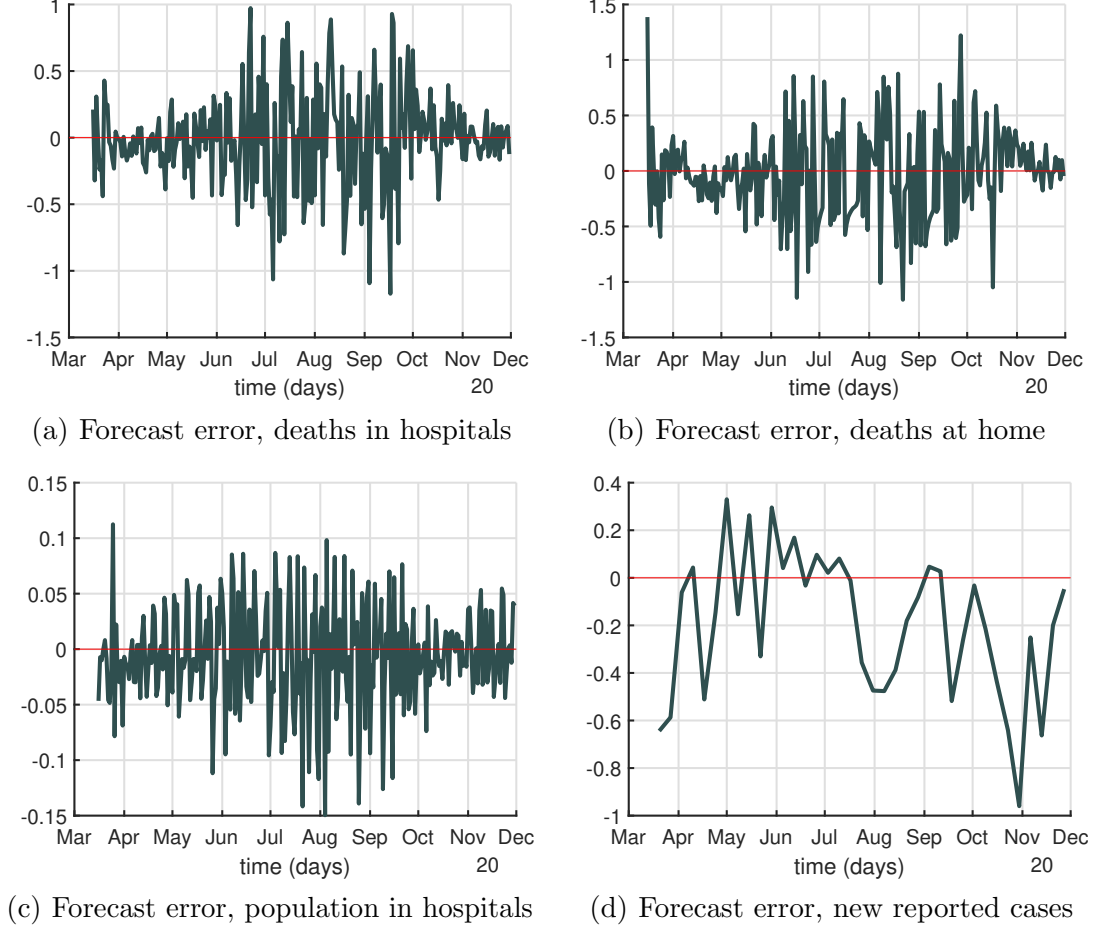 1
0.5
0
-0.5
-1
-1.5
Mar Apr May Jun Jul Aug Sep Oct Nov Dec
time (days) 20
(a) Forecast error, deaths in hospitals
1.5
1
0.5
0
-0.5
-1
-1.5
Mar Apr May Jun Jul Aug Sep Oct Nov Dec
time (days) 20
(b) Forecast error, deaths at home
0.15
0.1
0.05
0
-0.05
-0.1
-0.15
Mar Apr May Jun Jul Aug Sep Oct Nov Dec
time (days) 20
(c) Forecast error, population in hospitals
0.4
0.2
0
-0.2
-0.4
-0.6
-0.8
-1
Mar Apr May Jun Jul Aug Sep Oct Nov Dec
time (days) 20
(d) Forecast error, new reported cases